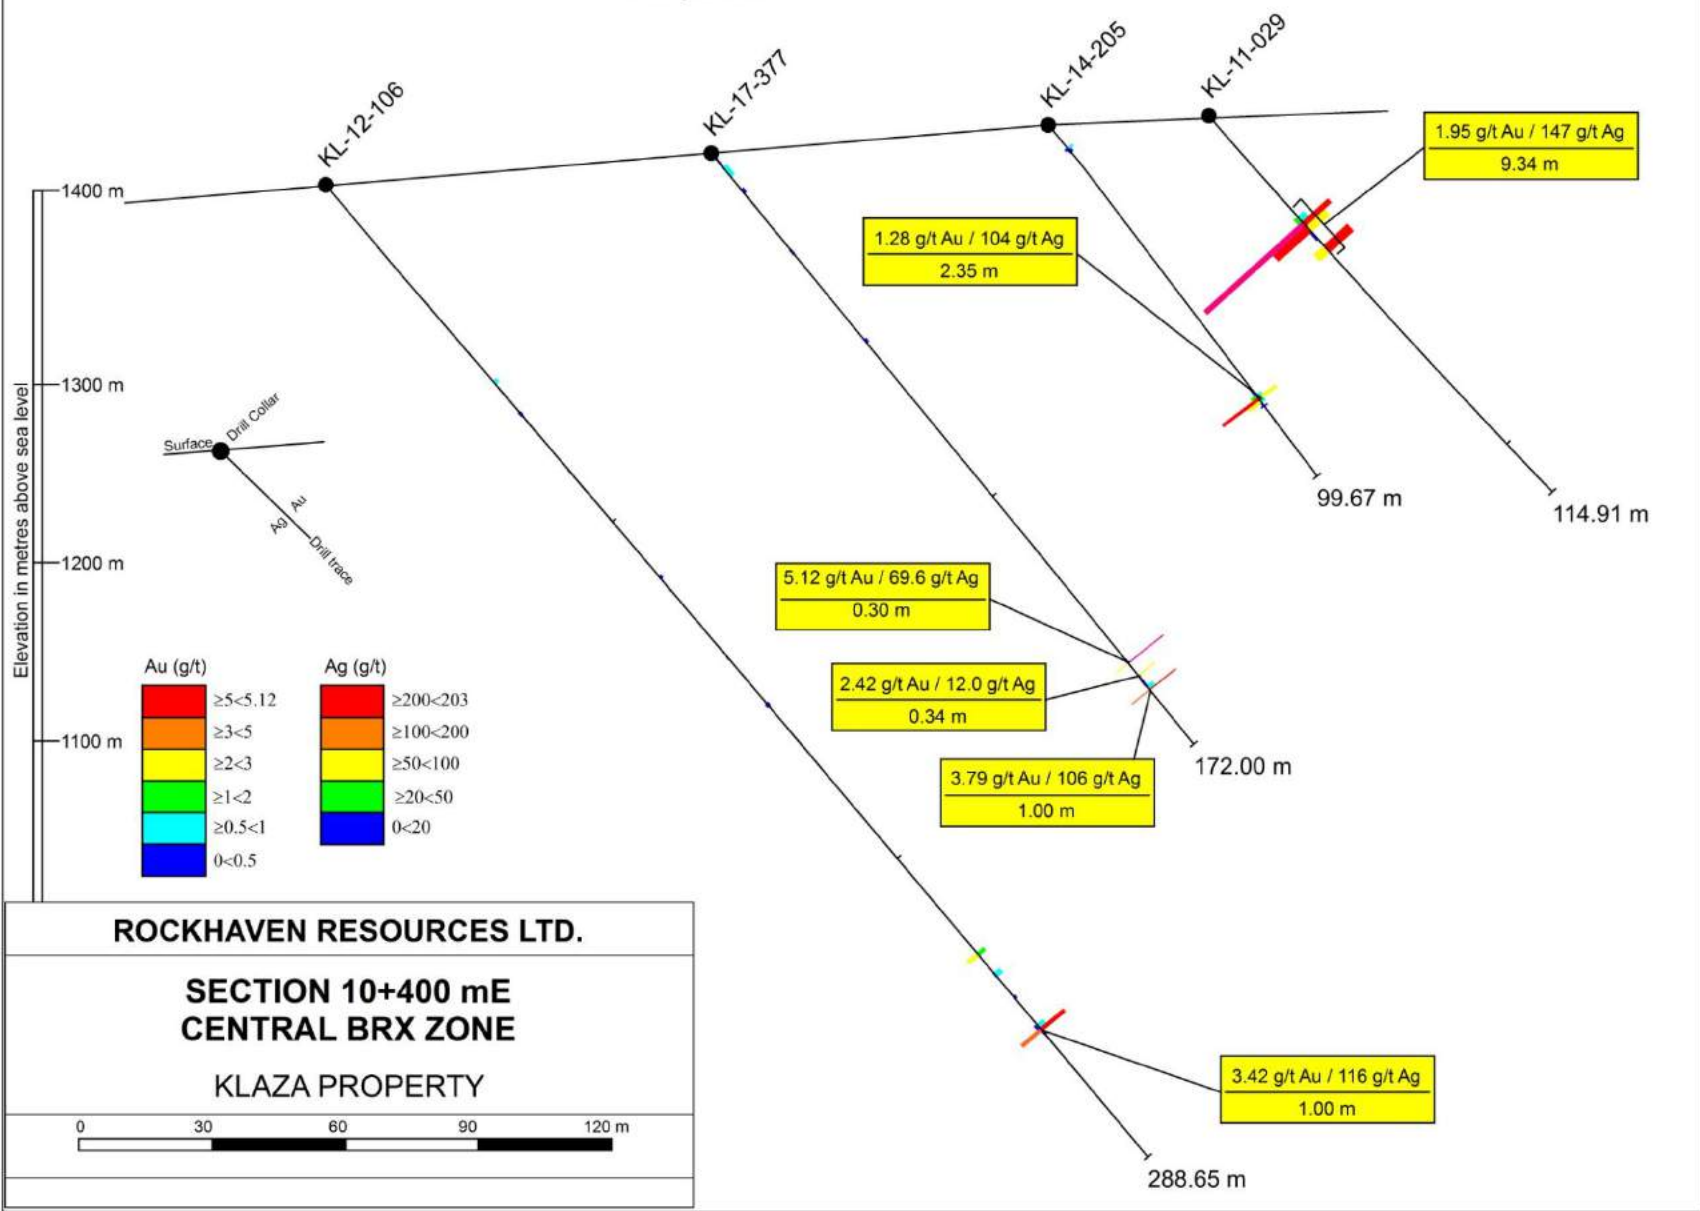 KL-12-106
KL-17-377
KL-14-205
KL-11-029
1.95 g/t Au / 147 g/t Ag
9.34 m
1400 m
1.28 g/t Au / 104 g/t Ag
2.35 m
1300 m
Elevation in metres above sea level
Surface
Drill Collar
Au
Ag
Drill trace
99.67 m
114.91 m
1200 m
5.12 g/t Au / 69.6 g/t Ag
0.30 m
2.42 g/t Au / 12.0 g/t Ag
0.34 m
1100 m
172.00 m
3.79 g/t Au / 106 g/t Ag
1.00 m
Au (g/t)
≥5<5.12
≥3<5
≥2<3
≥1<2
≥0.5<1
0<0.5
Ag (g/t)
≥200<203
≥100<200
≥50<100
≥20<50
0<20
ROCKHAVEN RESOURCES LTD.
SECTION 10+400 mE
CENTRAL BRX ZONE
KLAZA PROPERTY
0 30 60 90 120 m
3.42 g/t Au / 116 g/t Ag
1.00 m
288.65 m